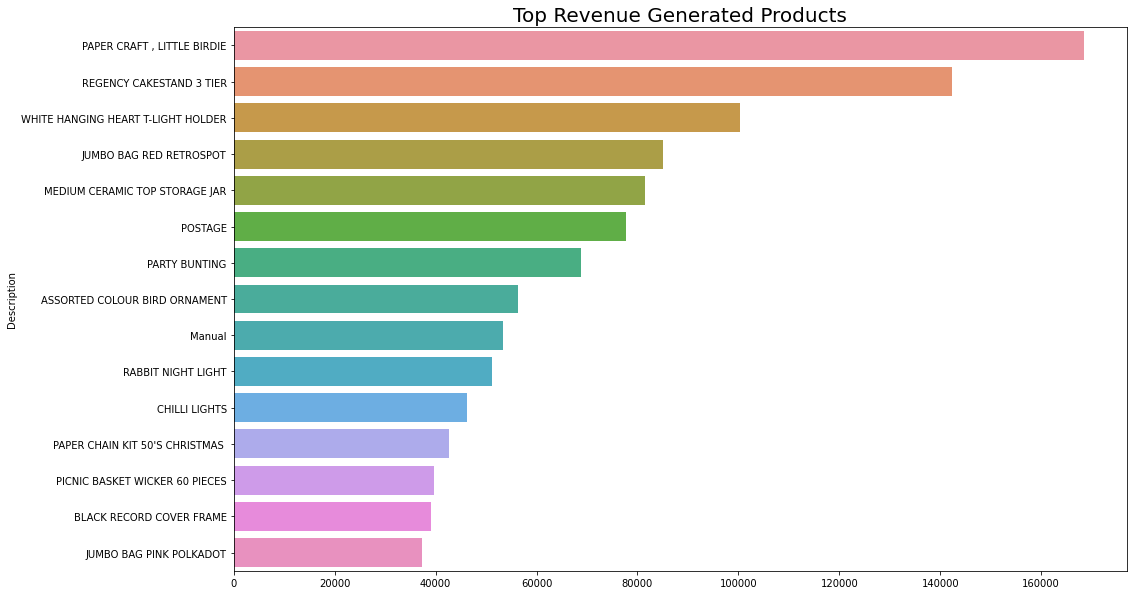 Top Revenue Generated Products
PAPER CRAFT , LITTLE BIRDIE
REGENCY CAKESTAND 3 TIER
WHITE HANGING HEART T-LIGHT HOLDER
JUMBO BAG RED RETROSPOT
MEDIUM CERAMIC TOP STORAGE JAR
POSTAGE
PARTY BUNTING
ASSORTED COLOUR BIRD ORNAMENT
Manual
RABBIT NIGHT LIGHT
CHILLI LIGHTS
PAPER CHAIN KIT 50'S CHRISTMAS
PICNIC BASKET WICKER 60 PIECES
BLACK RECORD COVER FRAME
JUMBO BAG PINK POLKADOT
Description
0 20000 40000 60000 80000 100000 120000 140000 160000